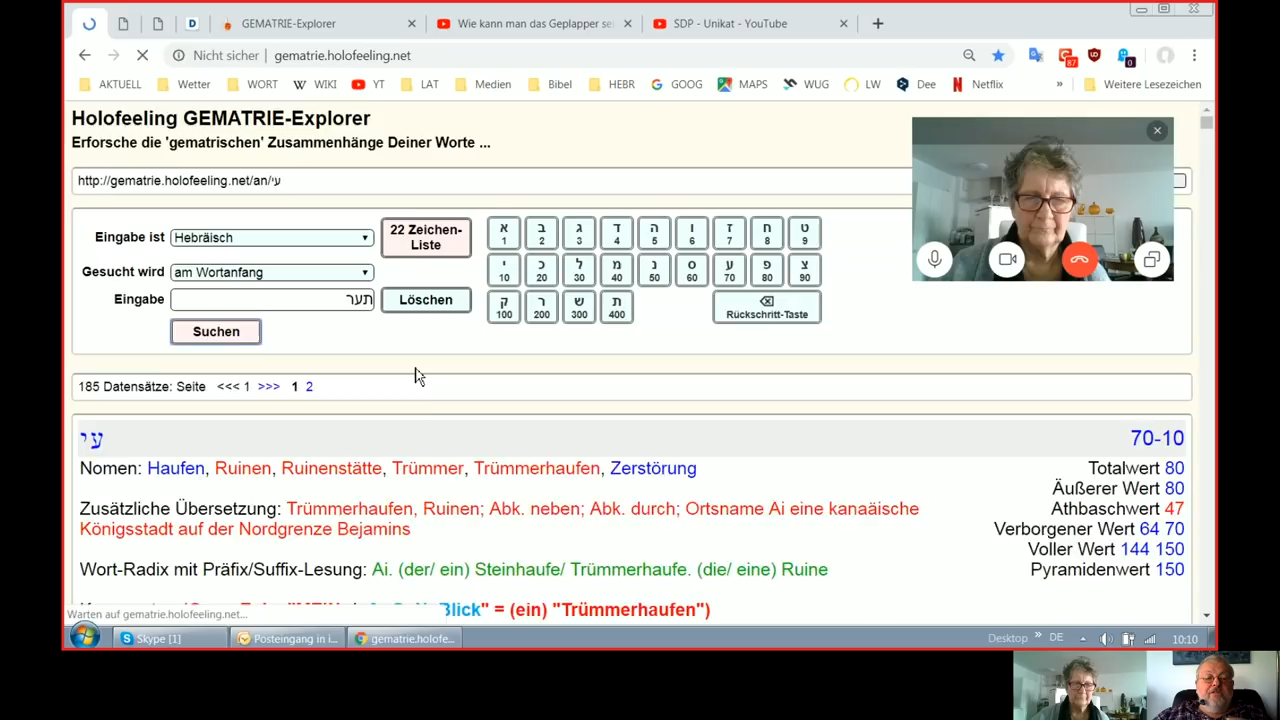 GEMATRIE-Explorer
Wie kann man das Geplapper se
SDP - Unikat - YouTube
Nicht sicher | gematrie.holofeeling.net
AKTUELL Wetter WORT WIKI YT LAT Medien Bibel HEBR GOOG MAPS WUG LW Dee Netflix » Weitere Lesezeichen
Holofeeling GEMATRIE-Explorer
Erforsche die 'gematrischen' Zusammenhänge Deiner Worte ...
http://gematrie.holofeeling.net/an/עי
Eingabe ist Hebräisch
22 Zeichen-
Liste
Gesucht wird am Wortanfang
Eingabe תער Löschen
Suchen
א ב ג ד ה ו ז ח ט
1 2 3 4 5 6 7 8 9
י כ ל מ נ ס ע פ צ
10 20 30 40 50 60 70 80 90
ק ר ש ת
100 200 300 400 Rückschritt-Taste
185 Datensätze: Seite <<< 1 >>> 1 2
עי 70-10
Nomen: Haufen, Ruinen, Ruinenstätte, Trümmer, Trümmerhaufen, Zerstörung
Totalwert 80
Äußerer Wert 80
Zusätzliche Übersetzung: Trümmerhaufen, Ruinen; Abk. neben; Abk. durch; Ortsname Ai eine kanaäische
Königsstadt auf der Nordgrenze Bejamins
Athbaschwert 47
Verborgener Wert 64 70
Voller Wert 144 150
Pyramidenwert 150
Wort-Radix mit Präfix/Suffix-Lesung: Ai. (der/ ein) Steinhaufe/ Trümmerhaufe. (die/ eine) Ruine
Blick" = (ein) "Trümmerhaufen")
Warten auf gematrie.holofeeling.net...
Skype [1]
Posteingang in i...
gematrie.holofe...
Desktop » DE 10:10